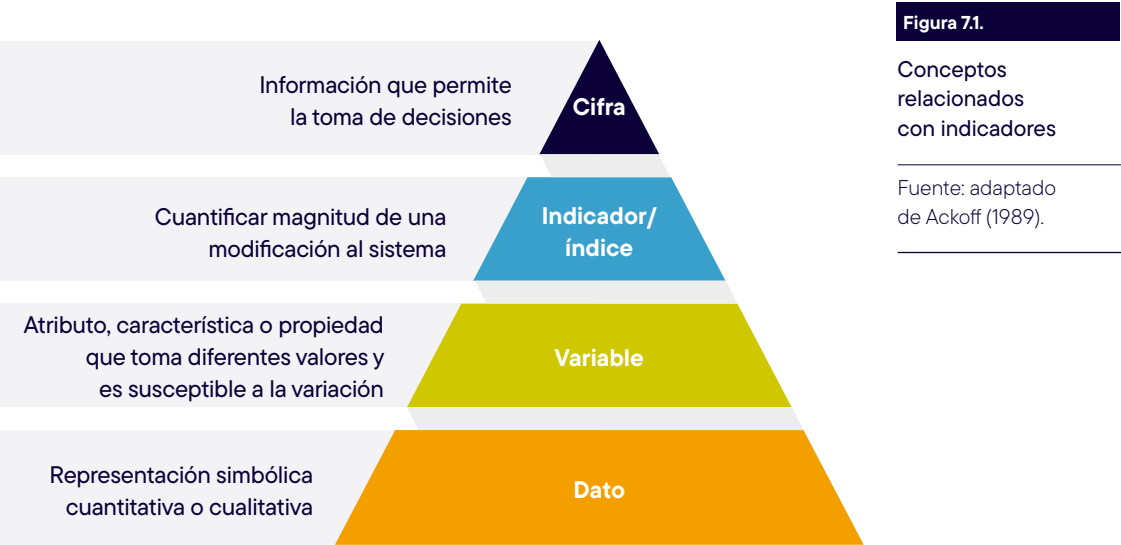 Información que permite
la toma de decisiones
Cifra
Cuantificar magnitud de una
modificación al sistema
Indicador/
índice
Atributo, característica o propiedad
que toma diferentes valores y
es susceptible a la variación
Variable
Representación simbólica
cuantitativa o cualitativa
Dato
Figura 7.1.
Conceptos
relacionados
con indicadores
Fuente: adaptado
de Ackoff (1989).